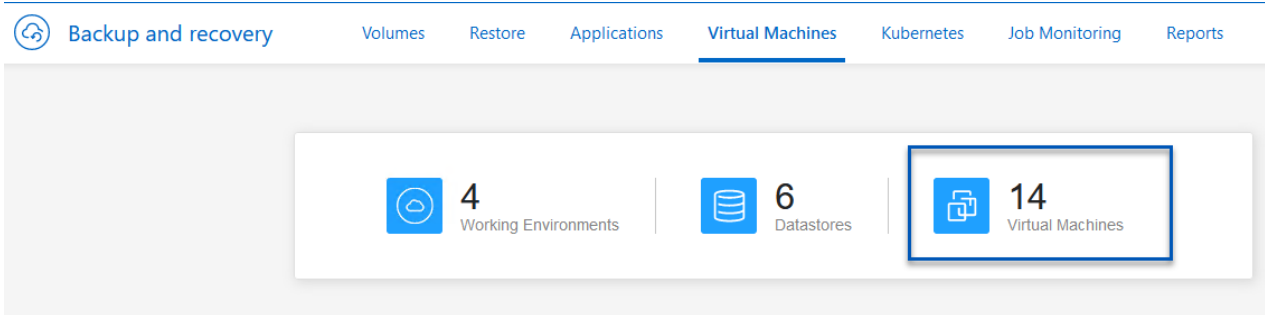 Backup and recovery Volumes Restore Applications Virtual Machines Kubernetes Job Monitoring Reports
4 6 14
Working Environments Datastores Virtual Machines